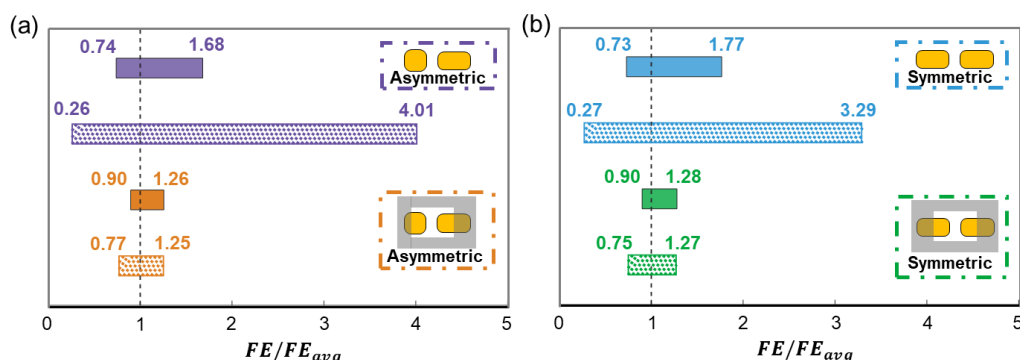 (a)
0.74 1.68
Asymmetric
0.26 4.01
0.90 1.26
0.77 1.25
Asymmetric
0 1 2 3 4 5
FE/FE_avg
(b)
0.73 1.77
Symmetric
0.27 3.29
0.90 1.28
0.75 1.27
Symmetric
0 1 2 3 4 5
FE/FE_avg